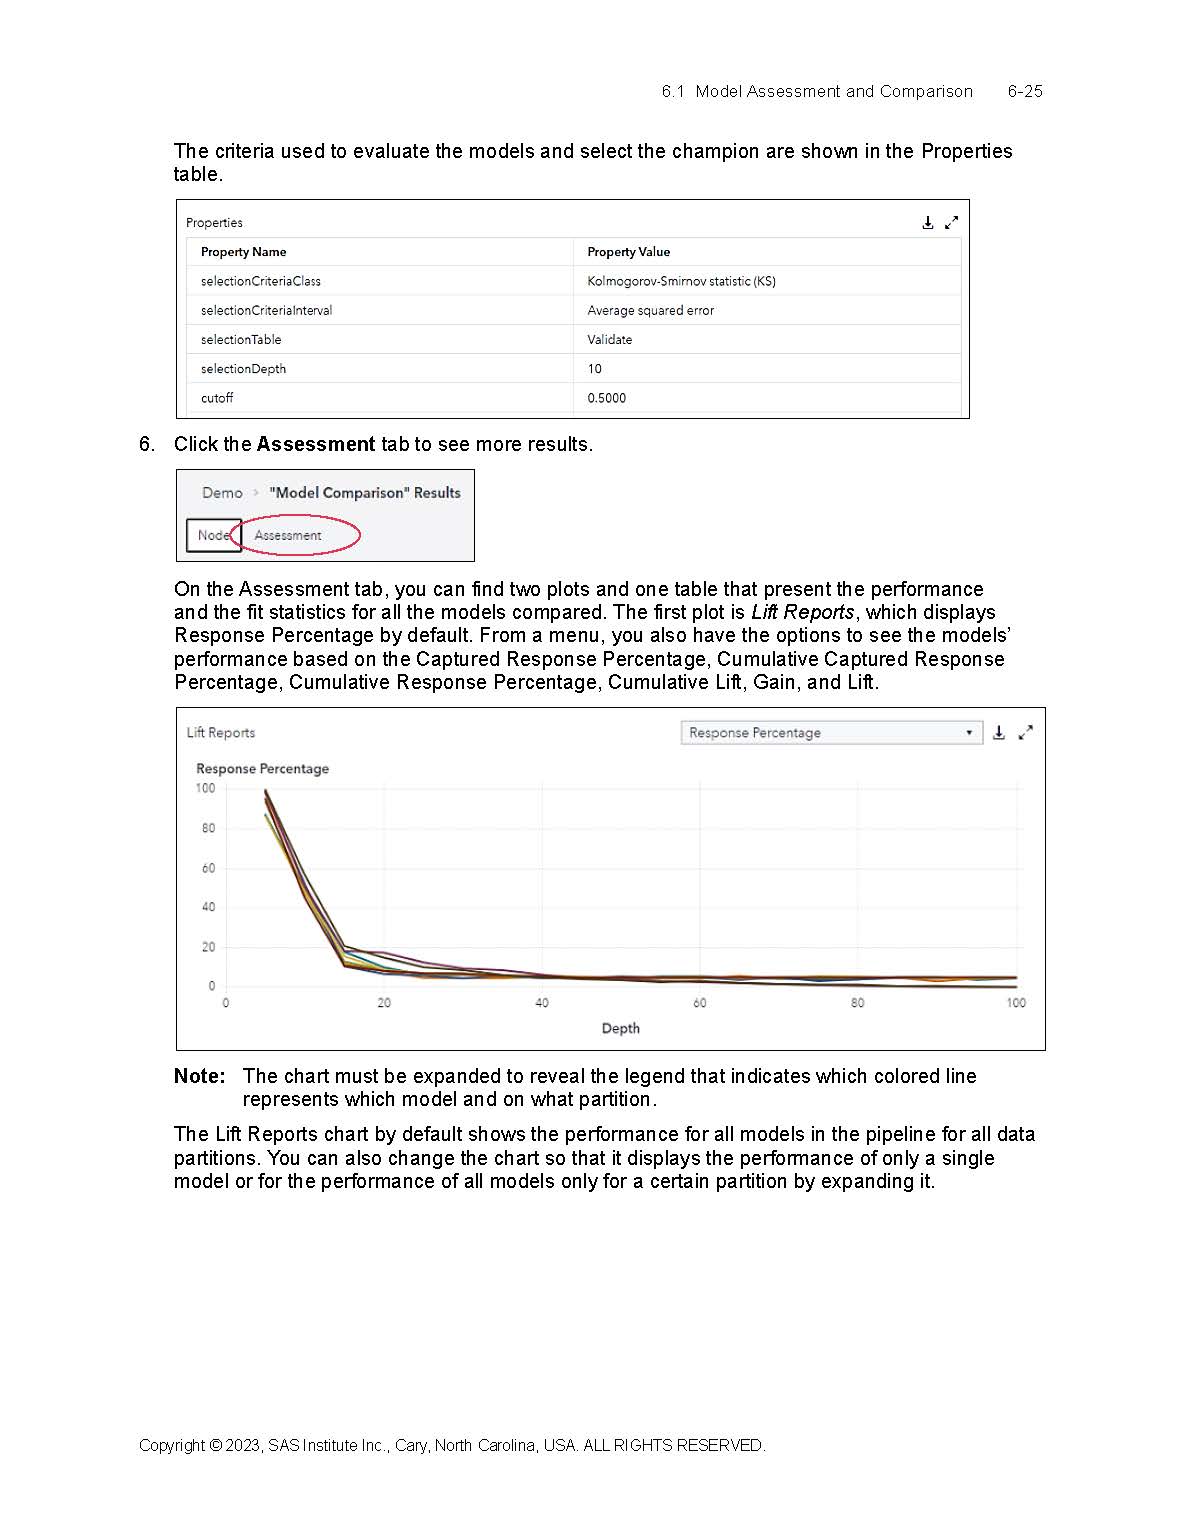 6.1 Model Assessment and Comparison 6-25
The criteria used to evaluate the models and select the champion are shown in the Properties
table.
Properties
Property Name Property Value
selectionCriteriaClass Kolmogorov-Smirnov statistic (KS)
selectionCriteriaInterval Average squared error
selectionTable Validate
selectionDepth 10
cutoff 0.5000
6. Click the Assessment tab to see more results.
Demo > "Model Comparison" Results
Node Assessment
On the Assessment tab, you can find two plots and one table that present the performance
and the fit statistics for all the models compared. The first plot is Lift Reports, which displays
Response Percentage by default. From a menu, you also have the options to see the models’
performance based on the Captured Response Percentage, Cumulative Captured Response
Percentage, Cumulative Response Percentage, Cumulative Lift, Gain, and Lift.
Lift Reports Response Percentage
Response Percentage
100
80
60
40
20
0
0 20 40 60 80 100
Depth
Note: The chart must be expanded to reveal the legend that indicates which colored line
represents which model and on what partition.
The Lift Reports chart by default shows the performance for all models in the pipeline for all data
partitions. You can also change the chart so that it displays the performance of only a single
model or for the performance of all models only for a certain partition by expanding it.
Copyright © 2023, SAS Institute Inc., Cary, North Carolina, USA. ALL RIGHTS RESERVED.